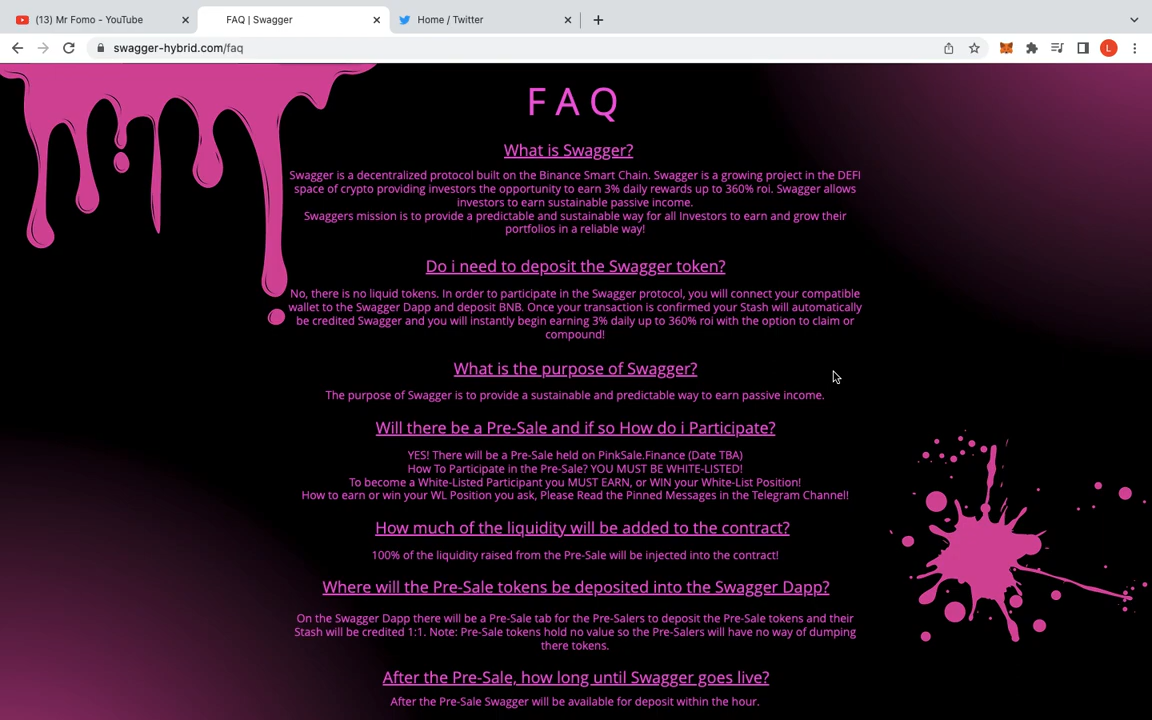 (13) Mr Fomo - YouTube
FAQ | Swagger
Home / Twitter
swagger-hybrid.com/faq
L
FAQ
What is Swagger?
Swagger is a decentralized protocol built on the Binance Smart Chain. Swagger is a growing project in the DEFI
space of crypto providing investors the opportunity to earn 3% daily rewards up to 360% roi. Swagger allows
investors to earn sustainable passive income.
Swaggers mission is to provide a predictable and sustainable way for all Investors to earn and grow their
portfolios in a reliable way!
Do i need to deposit the Swagger token?
No, there is no liquid tokens. In order to participate in the Swagger protocol, you will connect your compatible
wallet to the Swagger Dapp and deposit BNB. Once your transaction is confirmed your Stash will automatically
be credited Swagger and you will instantly begin earning 3% daily up to 360% roi with the option to claim or
compound!
What is the purpose of Swagger?
The purpose of Swagger is to provide a sustainable and predictable way to earn passive income.
Will there be a Pre-Sale and if so How do i Participate?
YES! There will be a Pre-Sale held on PinkSale.Finance (Date TBA)
How To Participate in the Pre-Sale? YOU MUST BE WHITE-LISTED!
To become a White-Listed Participant you MUST EARN, or WIN your White-List Position!
How to earn or win your WL Position you ask, Please Read the Pinned Messages in the Telegram Channel!
How much of the liquidity will be added to the contract?
100% of the liquidity raised from the Pre-Sale will be injected into the contract!
Where will the Pre-Sale tokens be deposited into the Swagger Dapp?
On the Swagger Dapp there will be a Pre-Sale tab for the Pre-Salers to deposit the Pre-Sale tokens and their
Stash will be credited 1:1. Note: Pre-Sale tokens hold no value so the Pre-Salers will have no way of dumping
there tokens.
After the Pre-Sale, how long until Swagger goes live?
After the Pre-Sale Swagger will be available for deposit within the hour.